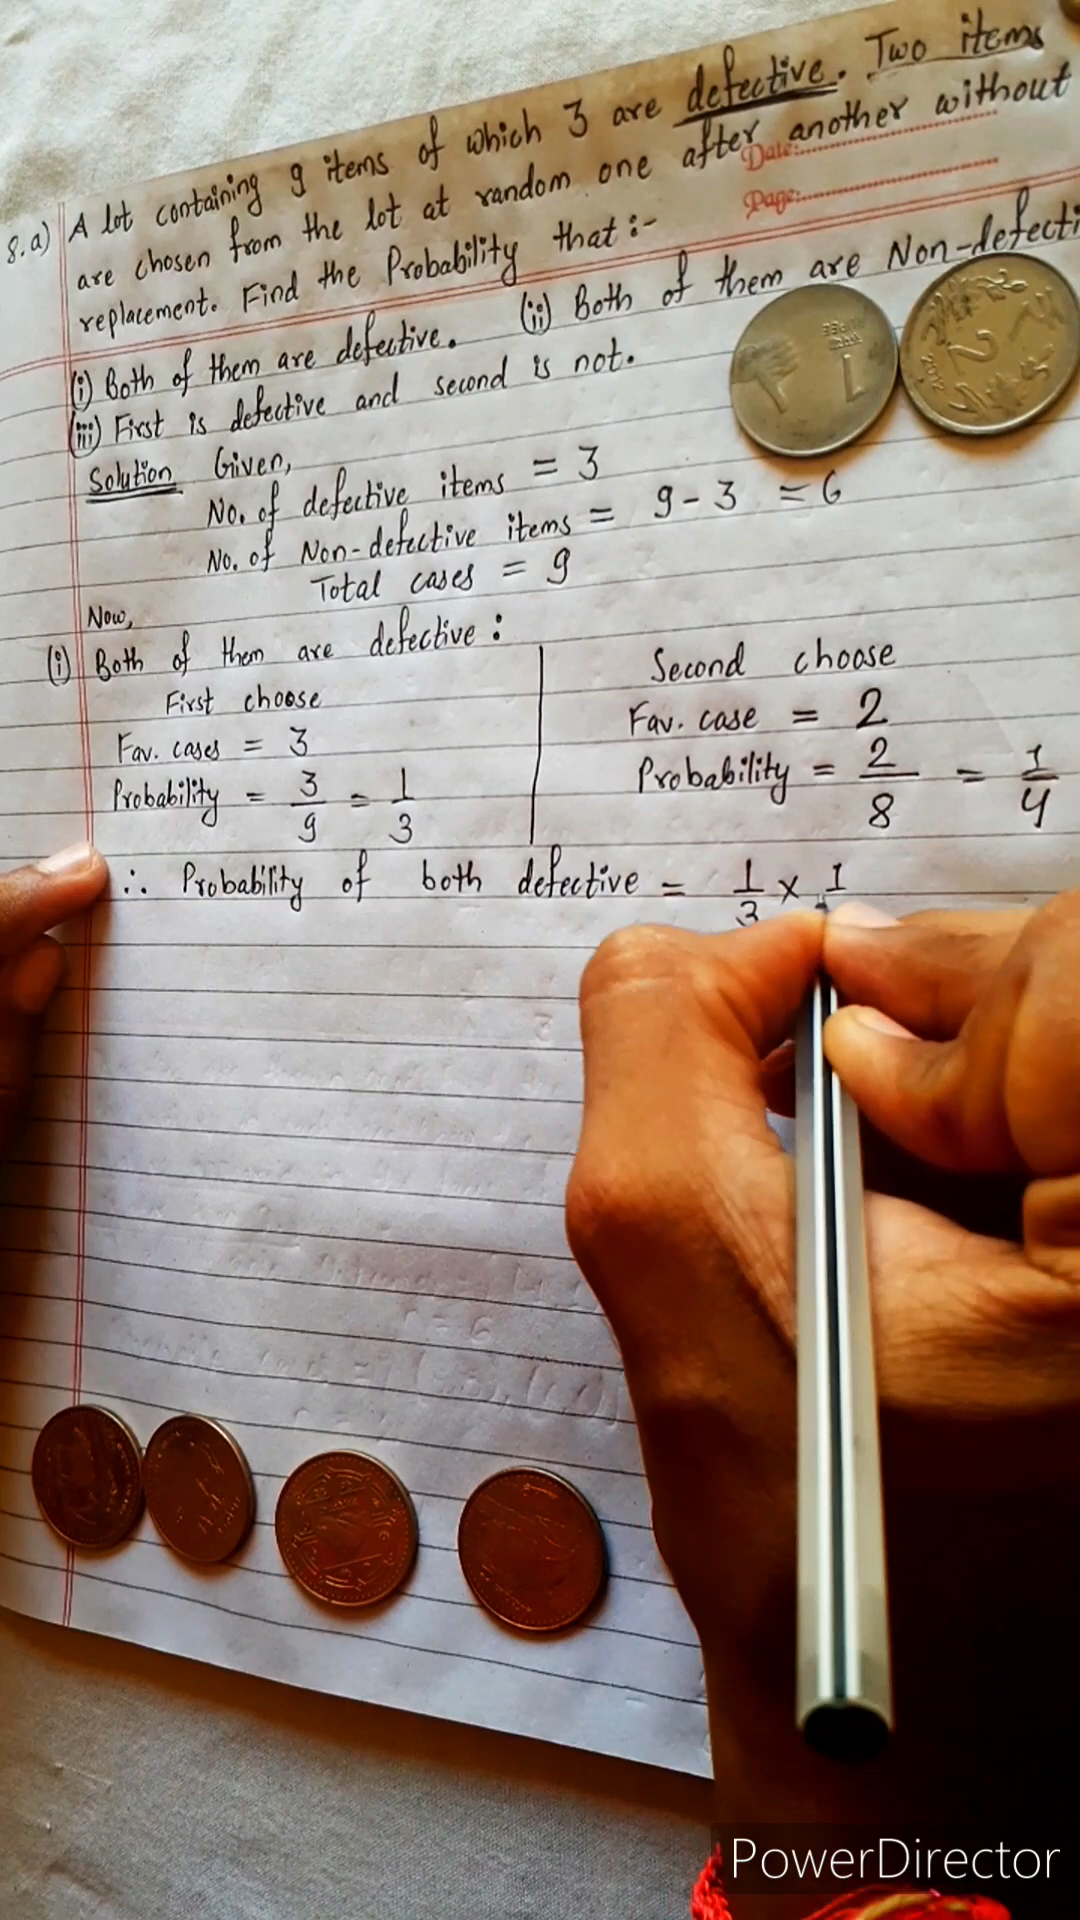 8.a) A lot containing 9 items of which 3 are defective. Two items
are chosen from the lot at random one after another without
replacement. Find the Probability that :-
Date:
Page:
(i) Both of them are defective. (ii) Both of them are Non-defecti
(iii) First is defective and second is not.
Solution Given,
No. of defective items = 3
No. of Non-defective items = 9 - 3 = 6
Total cases = 9
Now,
(i) Both of them are defective :
First choose
Fav. cases = 3
Probability = 3/9 = 1/3
Second choose
Fav. case = 2
Probability = 2/8 = 1/4
∴ Probability of both defective = 1/3 × 1
PowerDirector